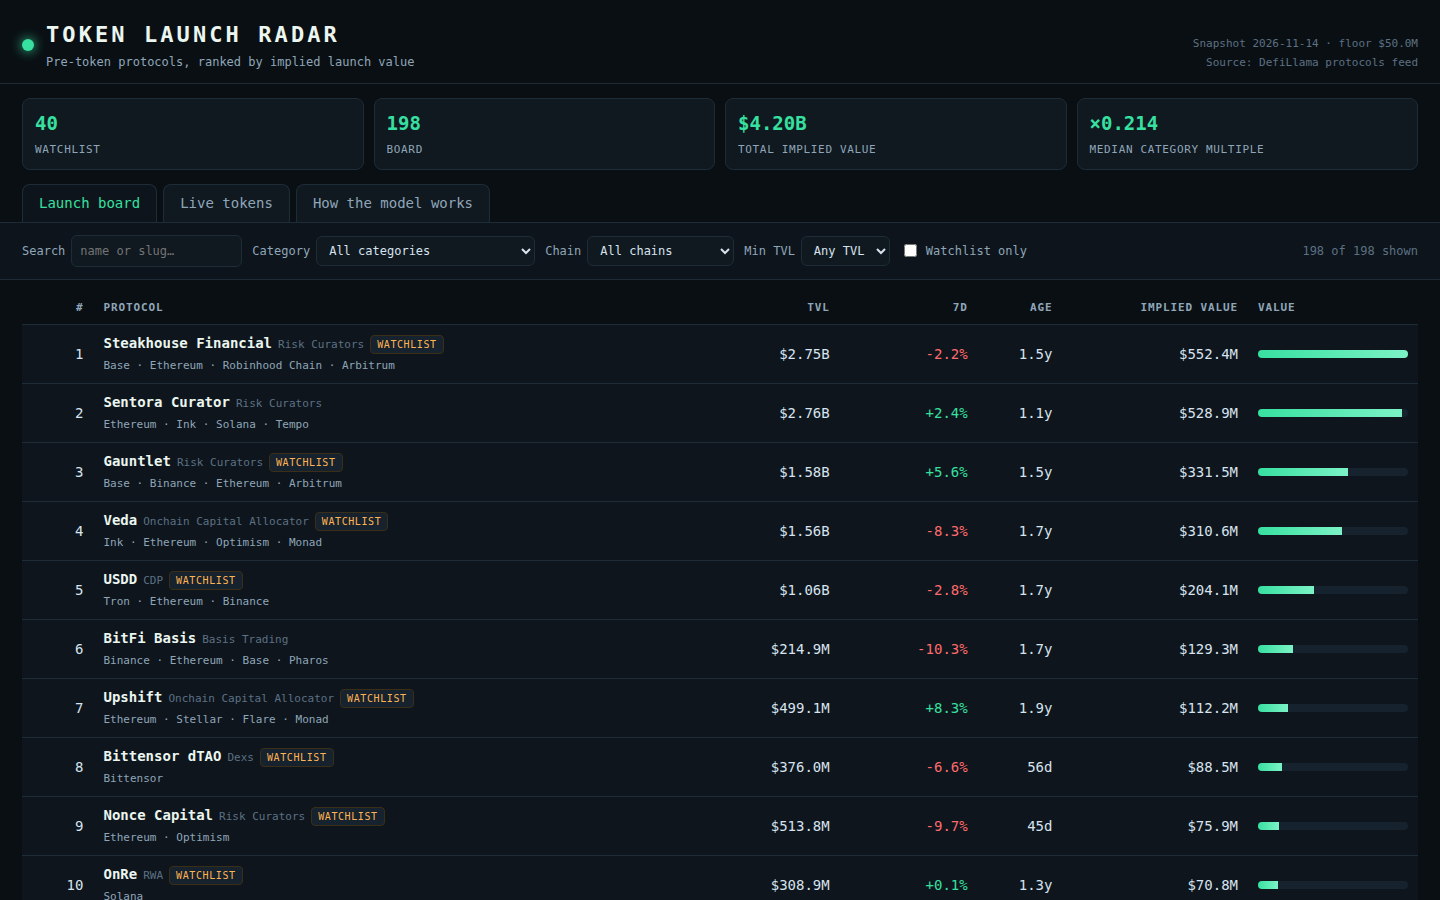 TOKEN LAUNCH RADAR
Pre-token protocols, ranked by implied launch value
Snapshot 2026-11-14 · floor $50.0M
Source: DefiLlama protocols feed
40
WATCHLIST
198
BOARD
$4.20B
TOTAL IMPLIED VALUE
×0.214
MEDIAN CATEGORY MULTIPLE
Launch board
Live tokens
How the model works
Search name or slug… Category All categories Chain All chains Min TVL Any TVL Watchlist only 198 of 198 shown
# PROTOCOL TVL 7D AGE IMPLIED VALUE VALUE
1 Steakhouse Financial Risk Curators WATCHLIST $2.75B -2.2% 1.5y $552.4M
Base · Ethereum · Robinhood Chain · Arbitrum
2 Sentora Curator Risk Curators $2.76B +2.4% 1.1y $528.9M
Ethereum · Ink · Solana · Tempo
3 Gauntlet Risk Curators WATCHLIST $1.58B +5.6% 1.5y $331.5M
Base · Binance · Ethereum · Arbitrum
4 Veda Onchain Capital Allocator WATCHLIST $1.56B -8.3% 1.7y $310.6M
Ink · Ethereum · Optimism · Monad
5 USDD CDP WATCHLIST $1.06B -2.8% 1.7y $204.1M
Tron · Ethereum · Binance
6 BitFi Basis Basis Trading $214.9M -10.3% 1.7y $129.3M
Binance · Ethereum · Base · Pharos
7 Upshift Onchain Capital Allocator WATCHLIST $499.1M +8.3% 1.9y $112.2M
Ethereum · Stellar · Flare · Monad
8 Bittensor dTAO Dexs WATCHLIST $376.0M -6.6% 56d $88.5M
Bittensor
9 Nonce Capital Risk Curators WATCHLIST $513.8M -9.7% 45d $75.9M
Ethereum · Optimism
10 OnRe RWA WATCHLIST $308.9M +0.1% 1.3y $70.8M
Solana